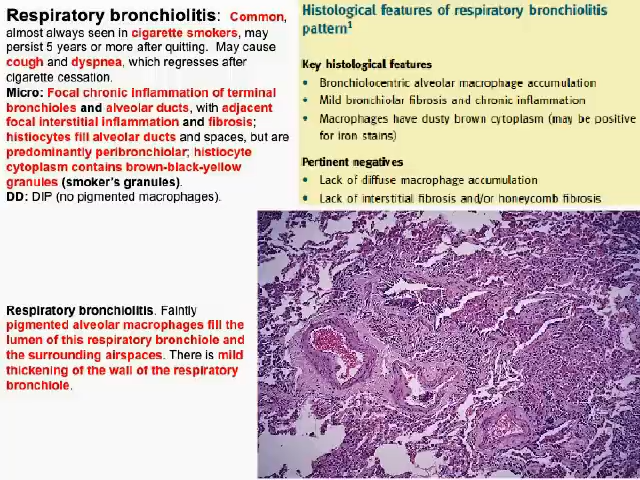 Respiratory bronchiolitis: Common,
almost always seen in cigarette smokers, may
persist 5 years or more after quitting. May cause
cough and dyspnea, which regresses after
cigarette cessation.
Micro: Focal chronic inflammation of terminal
bronchioles and alveolar ducts, with adjacent
focal interstitial inflammation and fibrosis;
histiocytes fill alveolar ducts and spaces, but are
predominantly peribronchiolar; histiocyte
cytoplasm contains brown-black-yellow
granules (smoker's granules).
DD: DIP (no pigmented macrophages).
Histological features of respiratory bronchiolitis
pattern1
Key histological features
• Bronchiolocentric alveolar macrophage accumulation
• Mild bronchiolar fibrosis and chronic inflammation
• Macrophages have dusty brown cytoplasm (may be positive
for iron stains)
Pertinent negatives
• Lack of diffuse macrophage accumulation
• Lack of interstitial fibrosis and/or honeycomb fibrosis
Respiratory bronchiolitis. Faintly
pigmented alveolar macrophages fill the
lumen of this respiratory bronchiole and
the surrounding airspaces. There is mild
thickening of the wall of the respiratory
bronchiole.